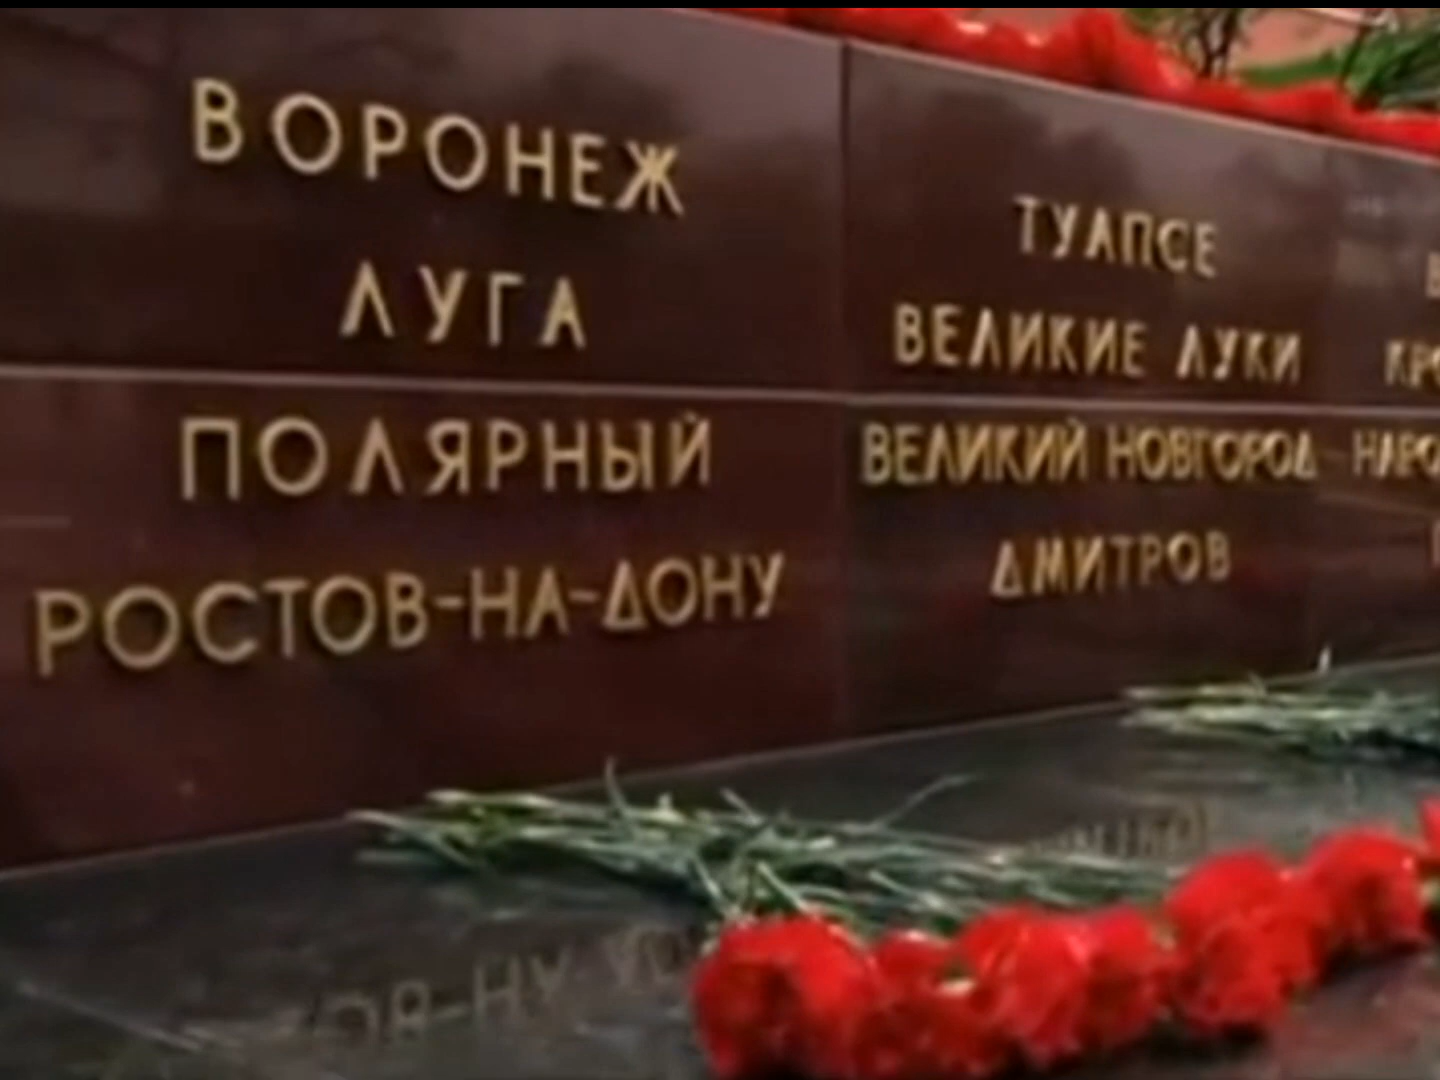 ВОРОНЕЖ
ЛУГА
ПОЛЯРНЫЙ
РОСТОВ-НА-ДОНУ
ТУАПСЕ
ВЕЛИКИЕ ЛУКИ
ВЕЛИКИЙ НОВГОРОД
ДМИТРОВ